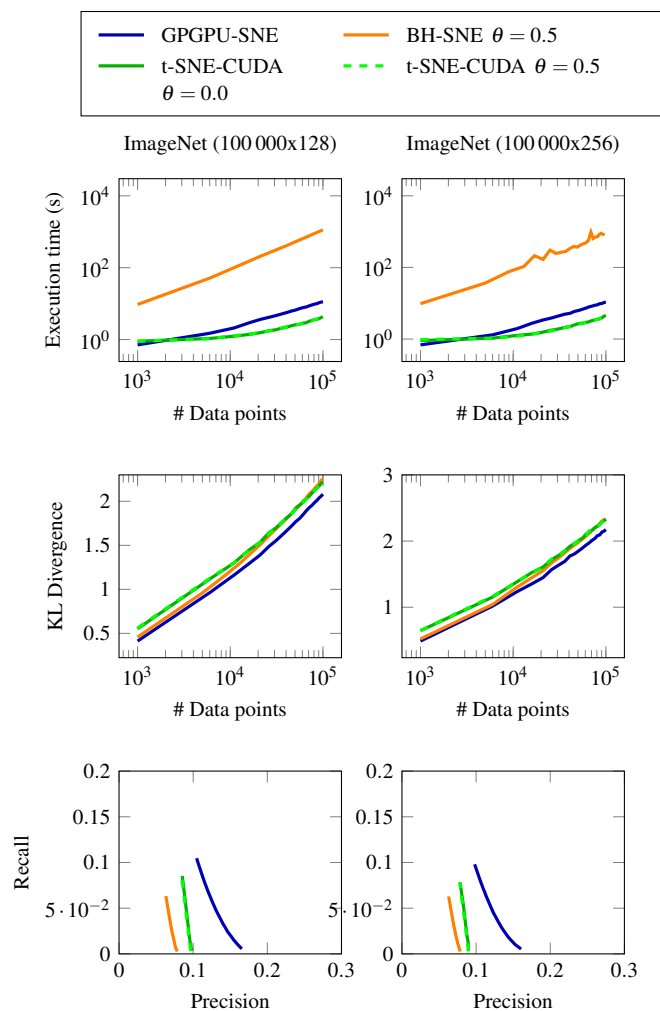 GPGPU-SNE
BH-SNE θ = 0.5
t-SNE-CUDA
θ = 0.0
t-SNE-CUDA θ = 0.5
ImageNet (100 000x128)
ImageNet (100 000x256)
Execution time (s)
10^4
10^2
10^0
10^3 10^4 10^5
# Data points
10^4
10^2
10^0
10^3 10^4 10^5
# Data points
KL Divergence
2
1.5
1
0.5
10^3 10^4 10^5
# Data points
3
2
1
10^3 10^4 10^5
# Data points
Recall
0.2
0.15
0.1
5 · 10^-2
0
0 0.1 0.2 0.3
Precision
0.2
0.15
0.1
5 · 10^-2
0
0 0.1 0.2 0.3
Precision